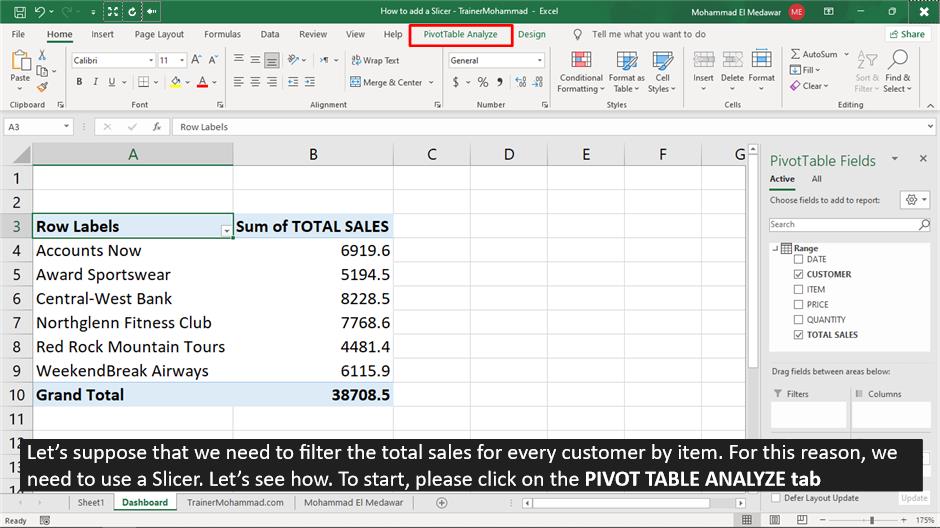 How to add a Slicer - TrainerMohammad - Excel
Mohammad El Medawar ME
File Home Insert Page Layout Formulas Data Review View Help PivotTable Analyze Design Tell me what you want to do Share
Paste
Clipboard
Calibri 11 A A
B I U A
Font
ab Wrap Text
Merge & Center
Alignment
General
$ % 9
Number
Conditional Formatting
Format as Table
Cell Styles
Styles
Insert Delete Format
Cells
AutoSum
Fill
Clear
Sort & Filter
Find & Select
Editing
A3 fx Row Labels
A B C D E F G
1
2
3 Row Labels Sum of TOTAL SALES
4 Accounts Now 6919.6
5 Award Sportswear 5194.5
6 Central-West Bank 8228.5
7 Northglenn Fitness Club 7768.6
8 Red Rock Mountain Tours 4481.4
9 WeekendBreak Airways 6115.9
10 Grand Total 38708.5
11
PivotTable Fields
Active All
Choose fields to add to report:
Search
Range
DATE
CUSTOMER
ITEM
PRICE
QUANTITY
TOTAL SALES
Drag fields between areas below:
Filters Columns
Let's suppose that we need to filter the total sales for every customer by item. For this reason, we
need to use a Slicer. Let's see how. To start, please click on the PIVOT TABLE ANALYZE tab
Defer Layout Update Update
Sheet1 Dashboard TrainerMohammad.com Mohammad El Medawar
Ready 175%